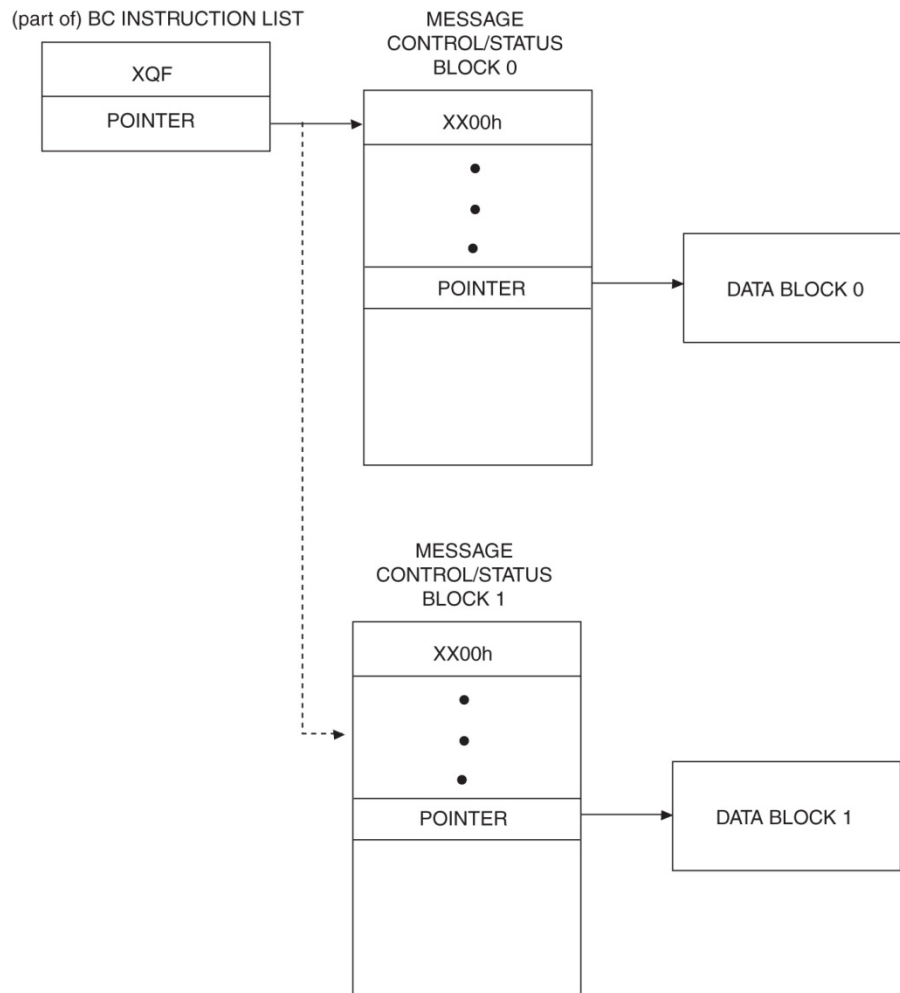 (part of) BC INSTRUCTION LIST
XQF
POINTER
MESSAGE
CONTROL/STATUS
BLOCK 0
XX00h
POINTER
DATA BLOCK 0
MESSAGE
CONTROL/STATUS
BLOCK 1
XX00h
POINTER
DATA BLOCK 1